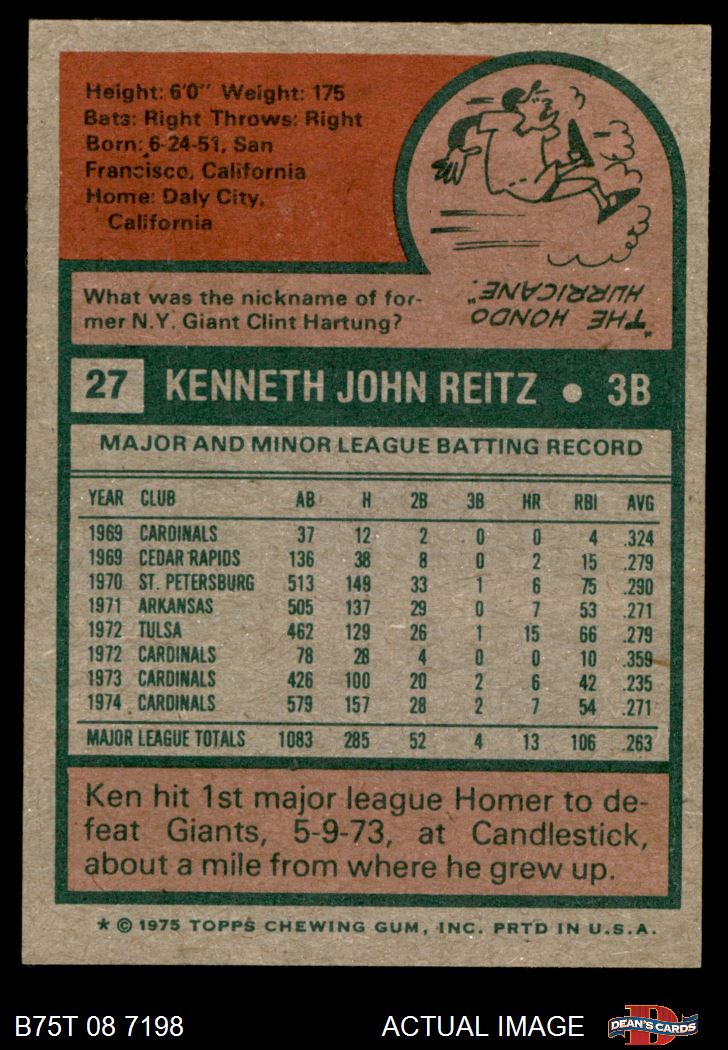 Height: 6'0" Weight: 175
Bats: Right Throws: Right
Born: 6-24-51, San
Francisco, California
Home: Daly City,
California
What was the nickname of for-
mer N.Y. Giant Clint Hartung?
"THE HONDO
HURRICANE."
27 KENNETH JOHN REITZ • 3B
MAJOR AND MINOR LEAGUE BATTING RECORD
YEAR CLUB AB H 2B 3B HR RBI AVG
1969 CARDINALS 37 12 2 0 0 4 .324
1969 CEDAR RAPIDS 136 38 8 0 2 15 .279
1970 ST. PETERSBURG 513 149 33 1 6 75 .290
1971 ARKANSAS 505 137 29 0 7 53 .271
1972 TULSA 462 129 26 1 15 66 .279
1972 CARDINALS 78 28 4 0 0 10 .359
1973 CARDINALS 426 100 20 2 6 42 .235
1974 CARDINALS 579 157 28 2 7 54 .271
MAJOR LEAGUE TOTALS 1083 285 52 4 13 106 .263
Ken hit 1st major league Homer to de-
feat Giants, 5-9-73, at Candlestick,
about a mile from where he grew up.
* © 1975 TOPPS CHEWING GUM, INC. PRTD IN U.S.A.
B75T 08 7198 ACTUAL IMAGE DEAN'S CARDS